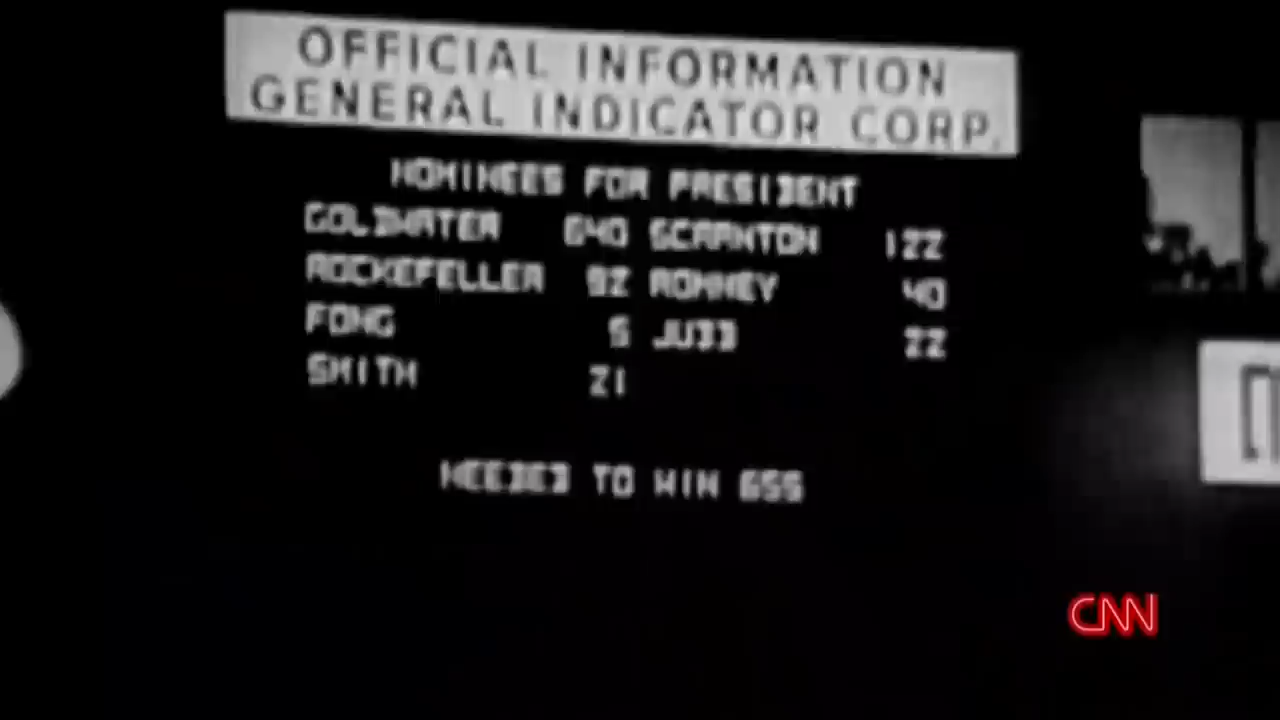 OFFICIAL INFORMATION
GENERAL INDICATOR CORP.
NOMINEES FOR PRESIDENT
GOLDWATER 640 SCRANTON 122
ROCKEFELLER 92 ROMNEY 40
FONG 5 JUDD 22
SMITH 21
NEEDED TO WIN 655
CNN